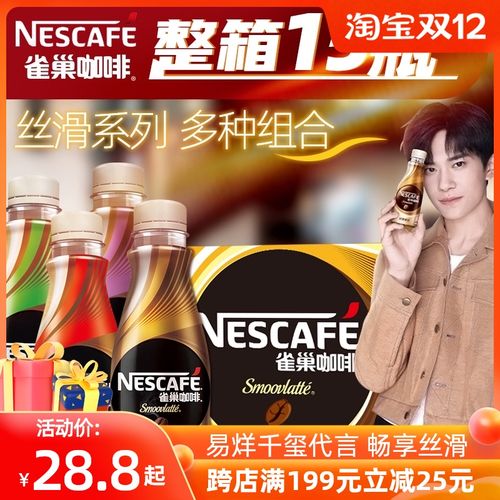 NESCAFÉ
雀巢咖啡®
整箱15瓶
淘宝双12
丝滑系列 多种组合
NESCAFÉ
NESCAFÉ
雀巢咖啡
Smoovlatté
NESCAFÉ
雀巢咖啡
Smoovlatté
活动价:
¥28.8起
易烊千玺代言 畅享丝滑
跨店满199元立减25元